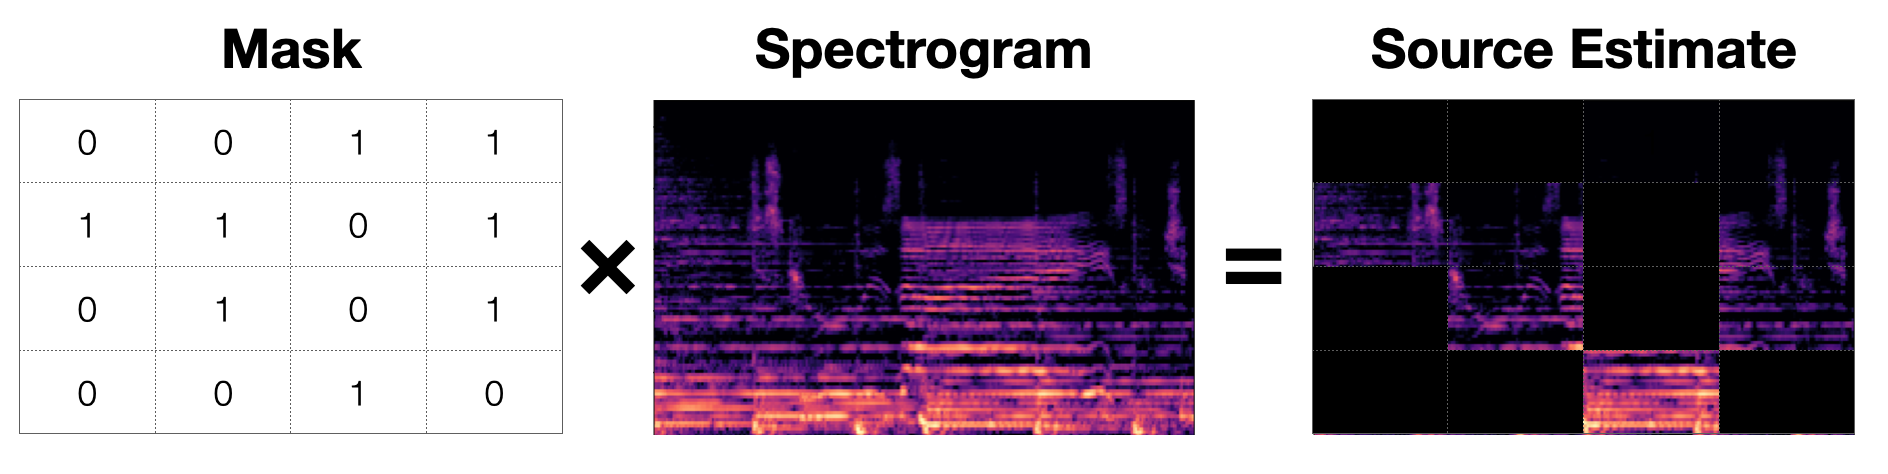 Mask
Spectrogram
Source Estimate
0 0 1 1
1 1 0 1
0 1 0 1
0 0 1 0
× =